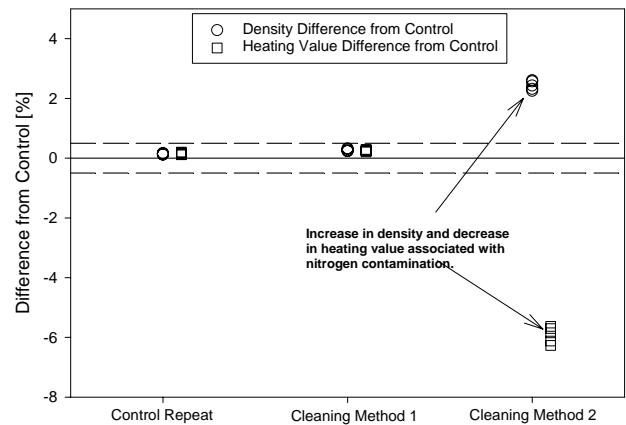 Density Difference from Control
Heating Value Difference from Control
Difference from Control [%]
4
2
0
-2
-4
-6
-8
Increase in density and decrease
in heating value associated with
nitrogen contamination.
Control Repeat
Cleaning Method 1
Cleaning Method 2